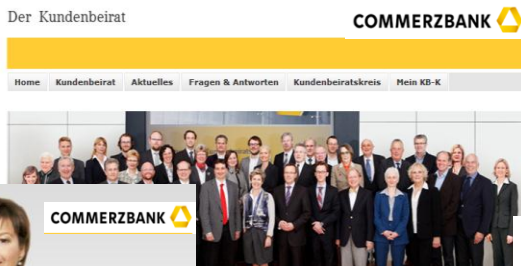 Der Kundenbeirat
COMMERZBANK
Home Kundenbeirat Aktuelles Fragen & Antworten Kundenbeiratskreis Mein KB-K
COMMERZBANK